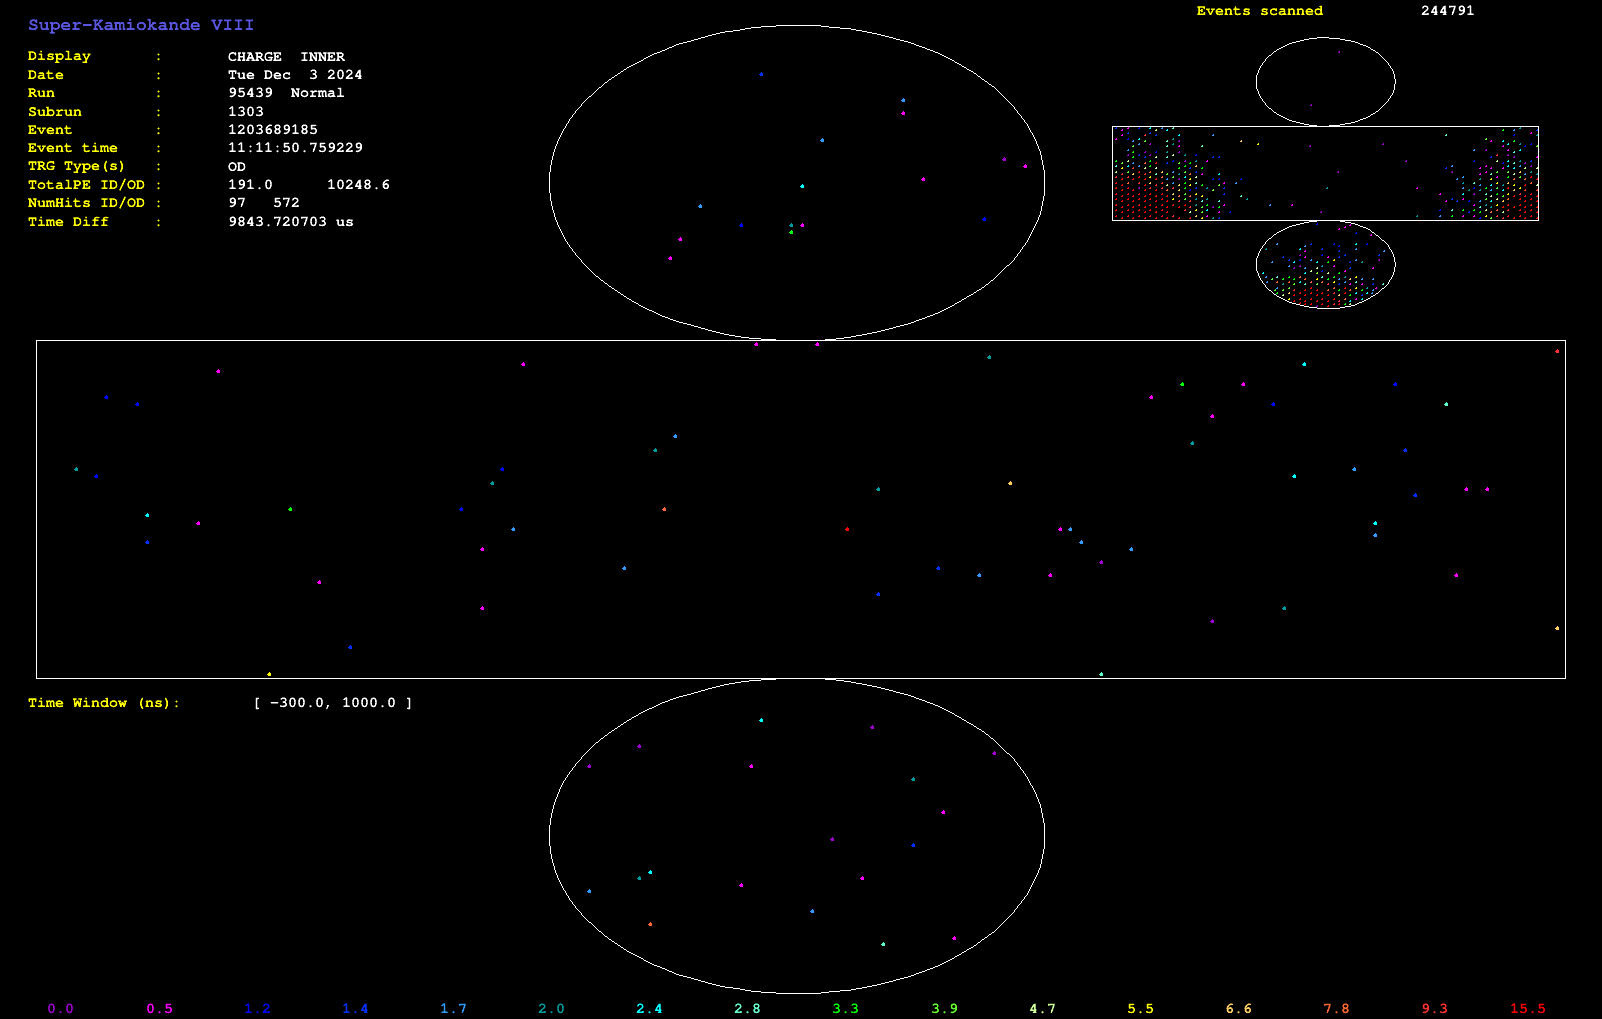 Super-Kamiokande VIII
Events scanned 244791
Display : CHARGE INNER
Date : Tue Dec 3 2024
Run : 95439 Normal
Subrun : 1303
Event : 1203689185
Event time : 11:11:50.759229
TRG Type(s) : OD
TotalPE ID/OD : 191.0 10248.6
NumHits ID/OD : 97 572
Time Diff : 9843.720703 us
Time Window (ns): [ -300.0, 1000.0 ]
0.0 0.5 1.2 1.4 1.7 2.0 2.4 2.8 3.3 3.9 4.7 5.5 6.6 7.8 9.3 15.5